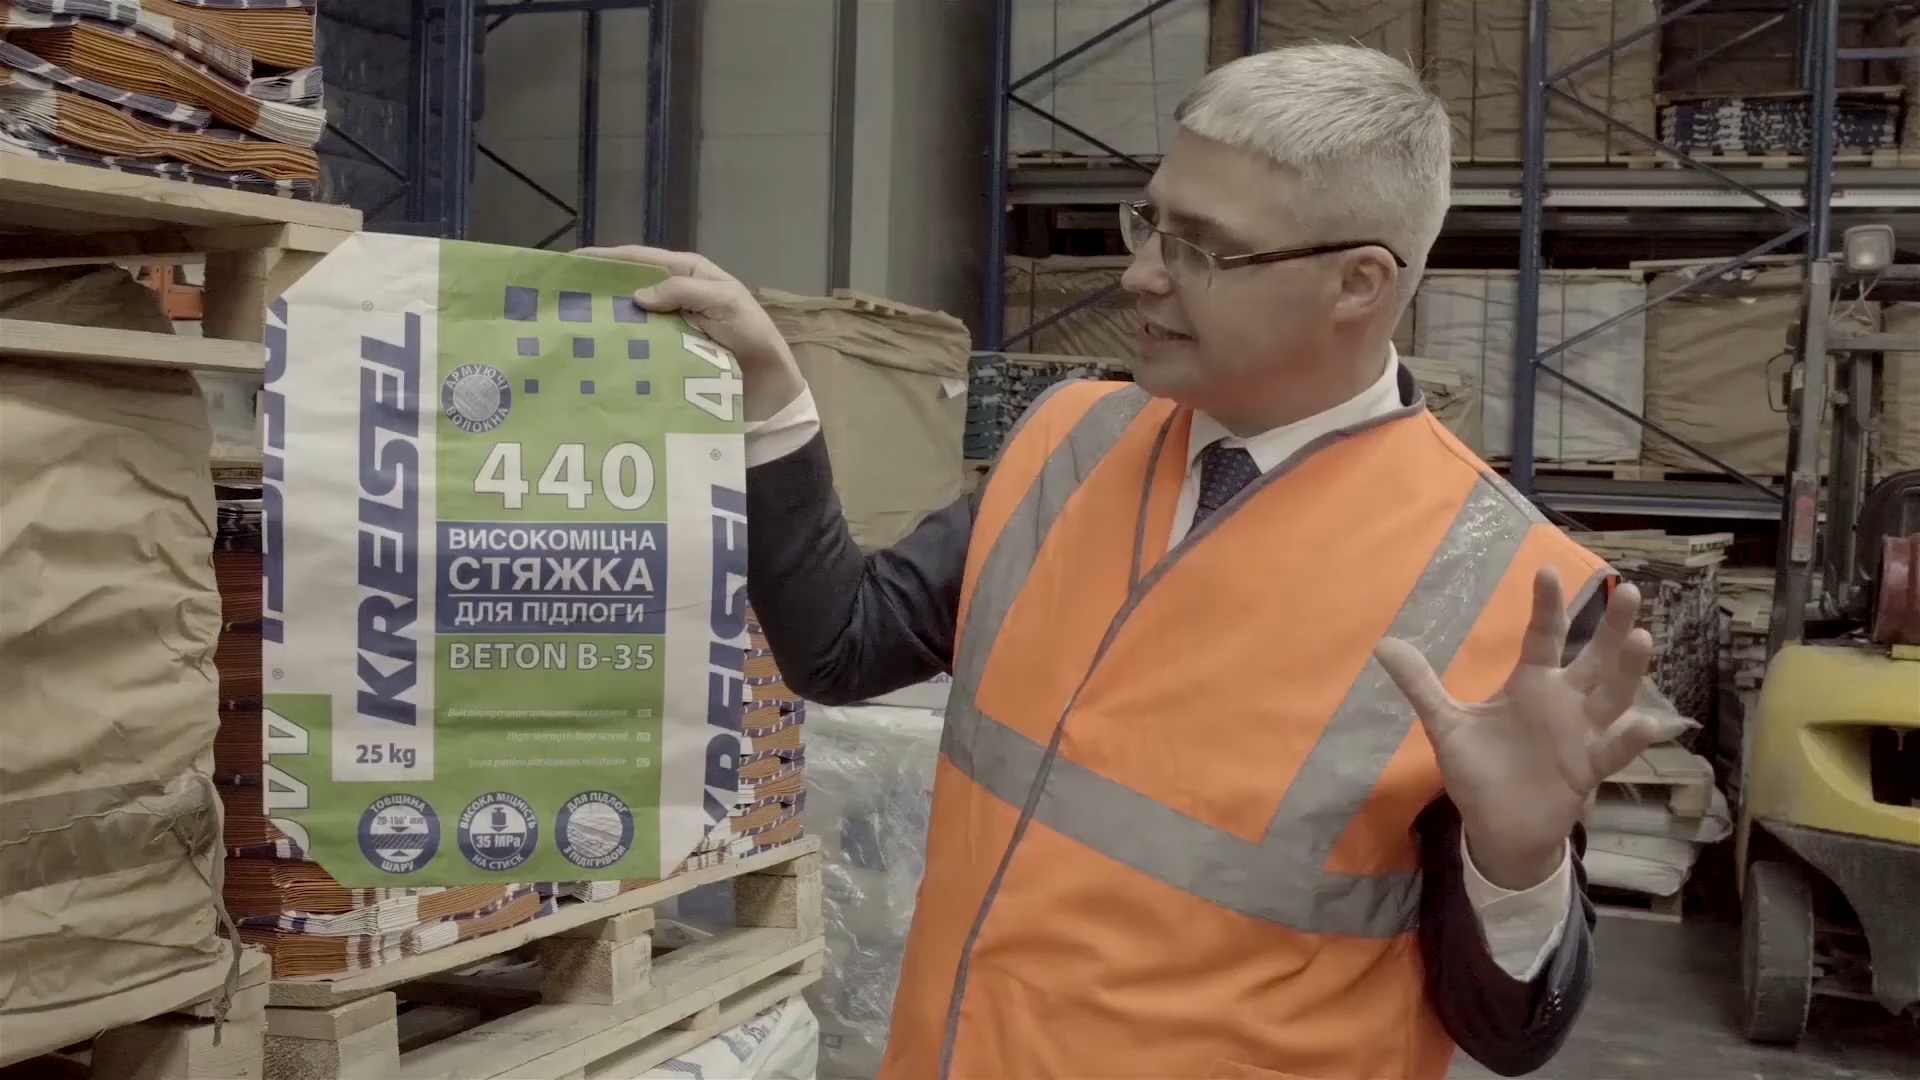 KREISEL
®
25 kg
АРМУЮЧІ
ВОЛОКНА
440
ВИСОКОМІЦНА
СТЯЖКА
ДЛЯ ПІДЛОГИ
BETON B-35
High-strength floor screed
ТОВЩИНА
ШАРУ
ВИСОКА МІЦНІСТЬ
35 MPa
НА СТИСК
ДЛЯ ПІДЛОГ
З ПІДІГРІВОМ
44
®
KREISEL
440
®